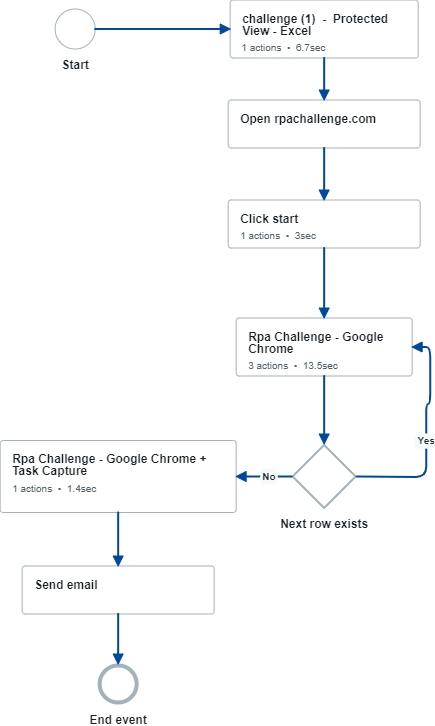 challenge (1)  -  Protected
View - Excel
1 actions  •  6.7sec
Start
Open rpachallenge.com
Click start
1 actions  •  3sec
Rpa Challenge - Google
Chrome
3 actions  •  13.5sec
Yes
Rpa Challenge - Google Chrome +
Task Capture
1 actions  •  1.4sec
No
Next row exists
Send email
End event